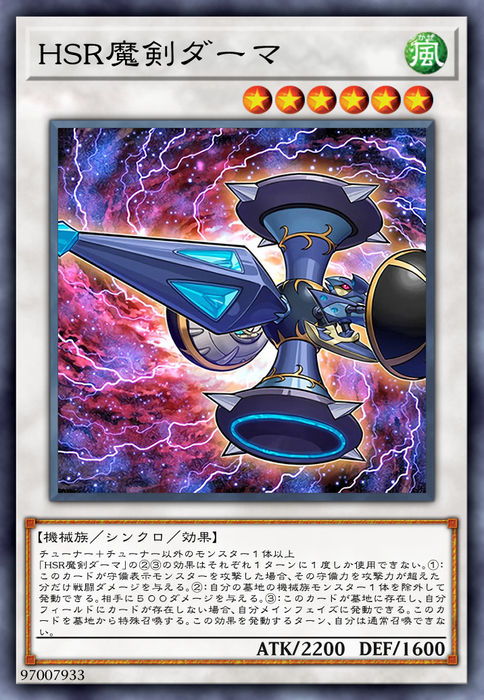 HSR魔剣ダーマ
かぜ
風
【機械族／シンクロ／効果】
チューナー＋チューナー以外のモンスター１体以上
「HSR魔剣ダーマ」の②③の効果はそれぞれ１ターンに１度しか使用できない。①：
このカードが守備表示モンスターを攻撃した場合、その守備力を攻撃力が超えた
分だけ戦闘ダメージを与える。②：自分の墓地の機械族モンスター１体を除外して
発動できる。相手に５００ダメージを与える。③：このカードが墓地に存在し、自分
フィールドにカードが存在しない場合、自分メインフェイズに発動できる。このカー
ドを墓地から特殊召喚する。この効果を発動するターン、自分は通常召喚できな
い。
ATK/2200 DEF/1600
97007933